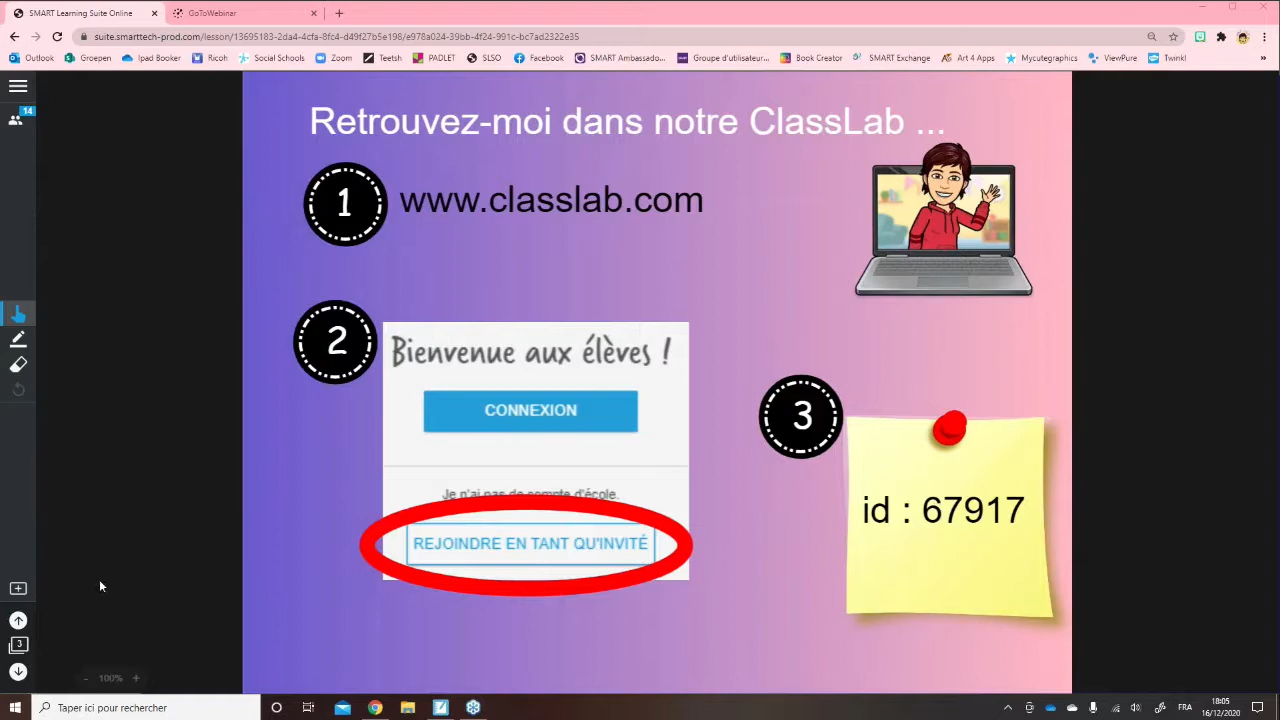 SMART Learning Suite Online
GoToWebinar
suite.smarttech-prod.com/lesson/13695183-2da4-4cfa-8fc4-d49f27b5e198/e978a024-39bb-4f24-991c-bc7ad2322e35
Outlook Groepen Ipad Booker Ricoh Social Schools Zoom Teetsh PADLET SLSO Facebook SMART Ambassado... Groupe d'utilisateur... Book Creator SMART Exchange Art 4 Apps Mycutegraphics ViewPure Twinkl »
14
Retrouvez-moi dans notre ClassLab ...
1 www.classlab.com
2
Bienvenue aux élèves !
CONNEXION
Je n'ai pas de compte d'école.
REJOINDRE EN TANT QU'INVITÉ
3
id : 67917
3
- 100% +
Taper ici pour rechercher
FRA
18:05
16/12/2020